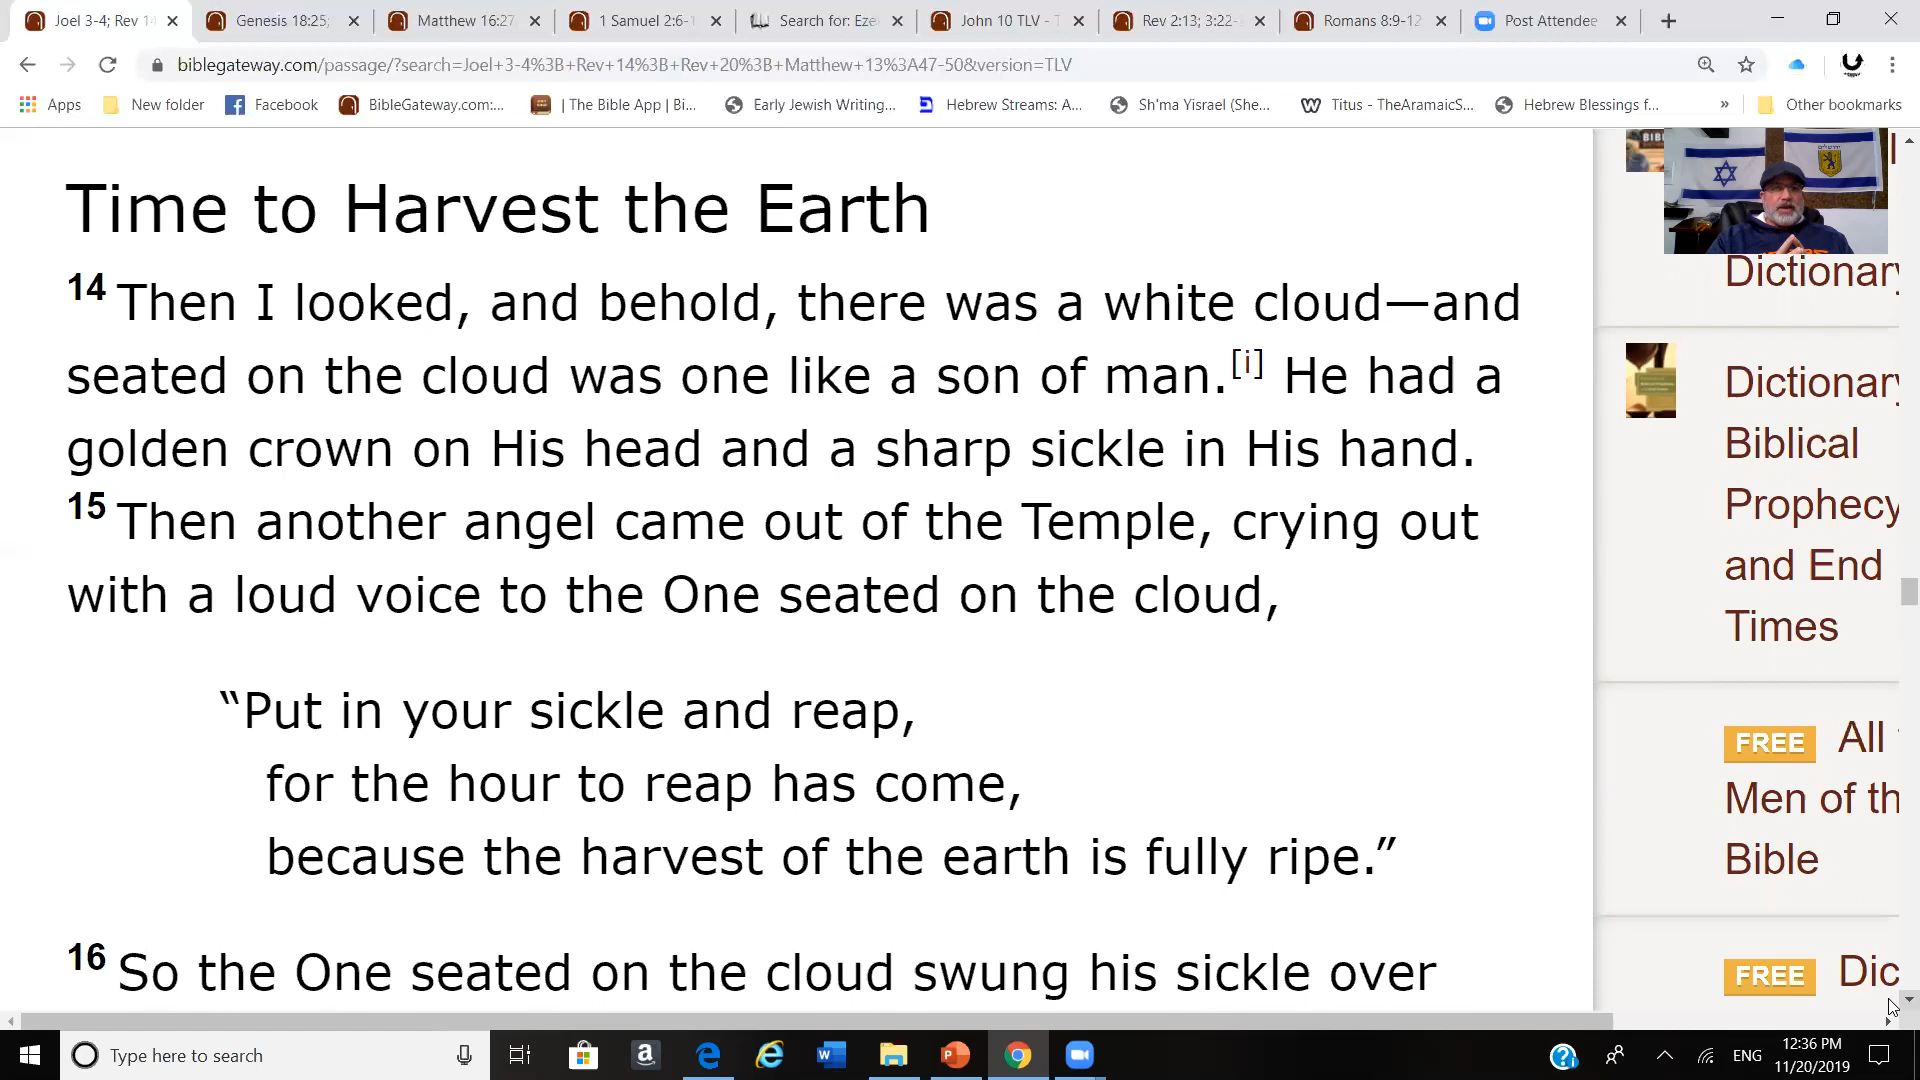 Joel 3-4; Rev 14
Genesis 18:25;
Matthew 16:27
1 Samuel 2:6-
Search for: Eze
John 10 TLV - T
Rev 2:13; 3:22-
Romans 8:9-12
Post Attendee
biblegateway.com/passage/?search=Joel+3-4%3B+Rev+14%3B+Rev+20%3B+Matthew+13%3A47-50&version=TLV
Apps
New folder
Facebook
BibleGateway.com:...
| The Bible App | Bi...
Early Jewish Writing...
Hebrew Streams: A...
Sh'ma Yisrael (She...
Titus - TheAramaicS...
Hebrew Blessings f...
»
Other bookmarks
Time to Harvest the Earth
14 Then I looked, and behold, there was a white cloud—and
seated on the cloud was one like a son of man.[i] He had a
golden crown on His head and a sharp sickle in His hand.
15 Then another angel came out of the Temple, crying out
with a loud voice to the One seated on the cloud,
“Put in your sickle and reap,
for the hour to reap has come,
because the harvest of the earth is fully ripe.”
16 So the One seated on the cloud swung his sickle over
Dictionary
Dictionary
Biblical
Prophecy
and End
Times
FREE All
Men of th
Bible
FREE Dic
Type here to search
ENG
12:36 PM
11/20/2019